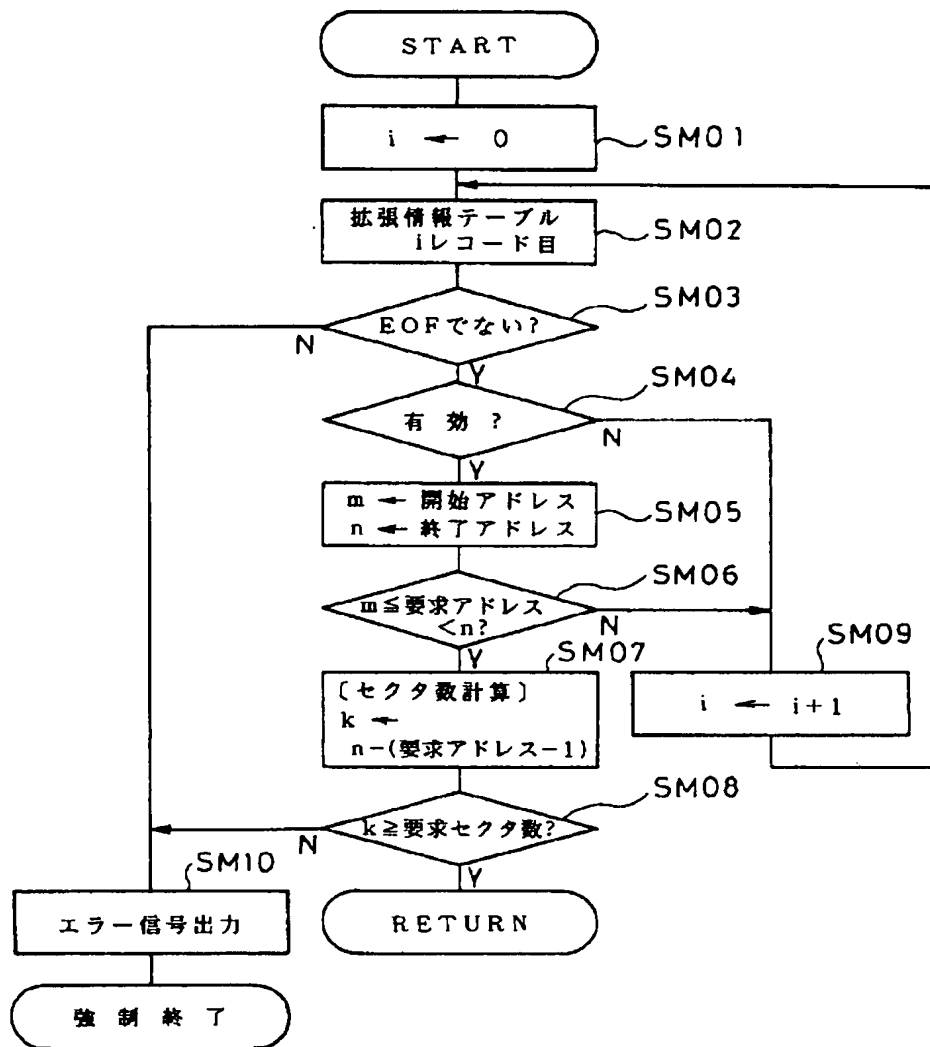 START
i ← 0
SM01
拡張情報テーブル
iレコード目
SM02
EOFでない?
SM03
N
Y
有効?
SM04
N
Y
m ← 開始アドレス
n ← 終了アドレス
SM05
m≦要求アドレス
<n?
SM06
N
Y
SM07
〔セクタ数計算〕
k ←
n-(要求アドレス-1)
SM09
i ← i+1
k≧要求セクタ数?
SM08
N
Y
SM10
エラー信号出力
RETURN
強制終了